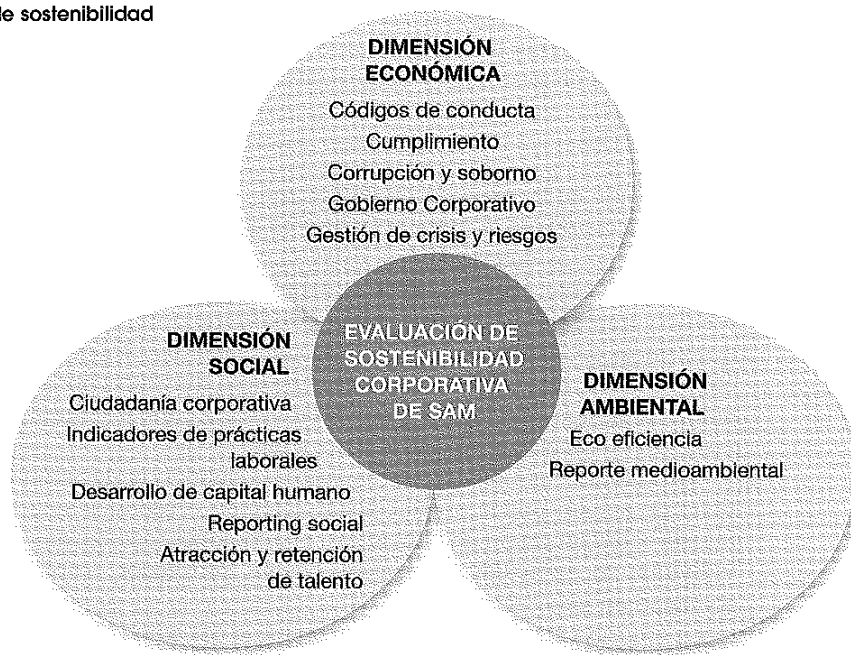 le sostenibilidad
DIMENSIÓN
ECONÓMICA
Códigos de conducta
Cumplimiento
Corrupción y soborno
Gobierno Corporativo
Gestión de crisis y riesgos
EVALUACIÓN DE
SOSTENIBILIDAD
CORPORATIVA
DE SAM
DIMENSIÓN
SOCIAL
Ciudadanía corporativa
Indicadores de prácticas
laborales
Desarrollo de capital humano
Reporting social
Atracción y retención
de talento
DIMENSIÓN
AMBIENTAL
Eco eficiencia
Reporte medioambiental